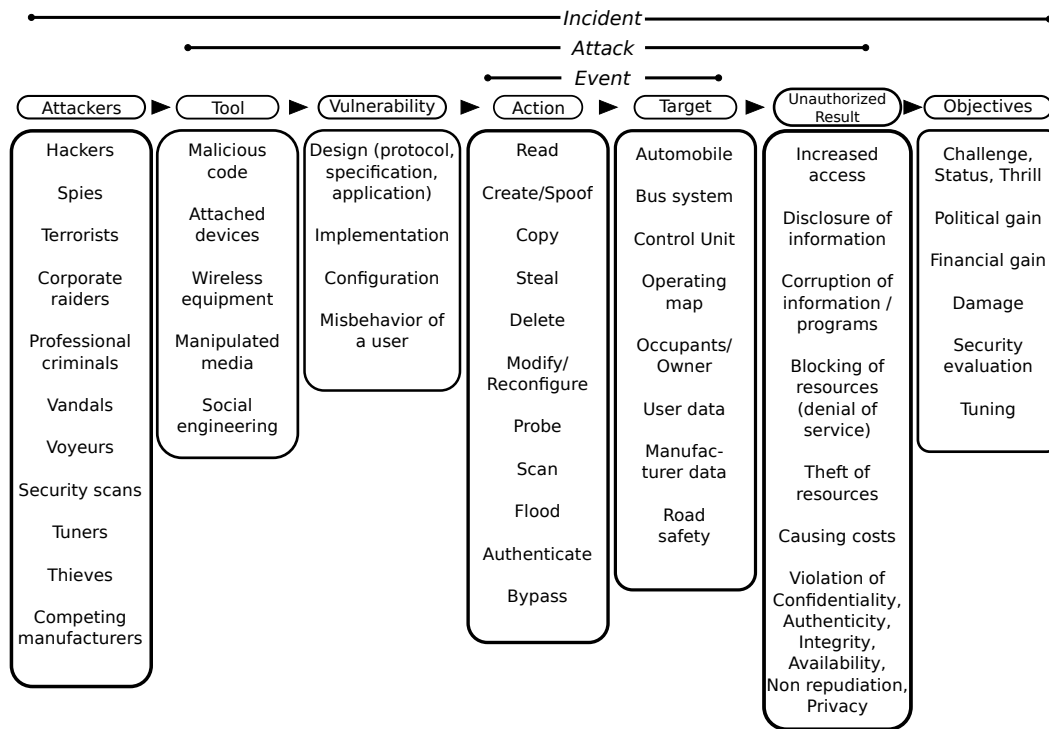 Incident
Attack
Event
Attackers
Tool
Vulnerability
Action
Target
Unauthorized
Result
Objectives
Hackers
Spies
Terrorists
Corporate
raiders
Professional
criminals
Vandals
Voyeurs
Security scans
Tuners
Thieves
Competing
manufacturers
Malicious
code
Attached
devices
Wireless
equipment
Manipulated
media
Social
engineering
Design (protocol,
specification,
application)
Implementation
Configuration
Misbehavior of
a user
Read
Create/Spoof
Copy
Steal
Delete
Modify/
Reconfigure
Probe
Scan
Flood
Authenticate
Bypass
Automobile
Bus system
Control Unit
Operating
map
Occupants/
Owner
User data
Manufac-
turer data
Road
safety
Increased
access
Disclosure of
information
Corruption of
information /
programs
Blocking of
resources
(denial of
service)
Theft of
resources
Causing costs
Violation of
Confidentiality,
Authenticity,
Integrity,
Availability,
Non repudiation,
Privacy
Challenge,
Status, Thrill
Political gain
Financial gain
Damage
Security
evaluation
Tuning